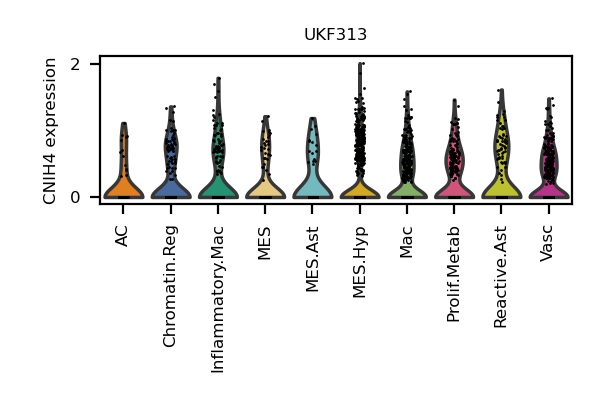 UKF313
CNIH4 expression
2
0
AC
Chromatin.Reg
Inflammatory.Mac
MES
MES.Ast
MES.Hyp
Mac
Prolif.Metab
Reactive.Ast
Vasc